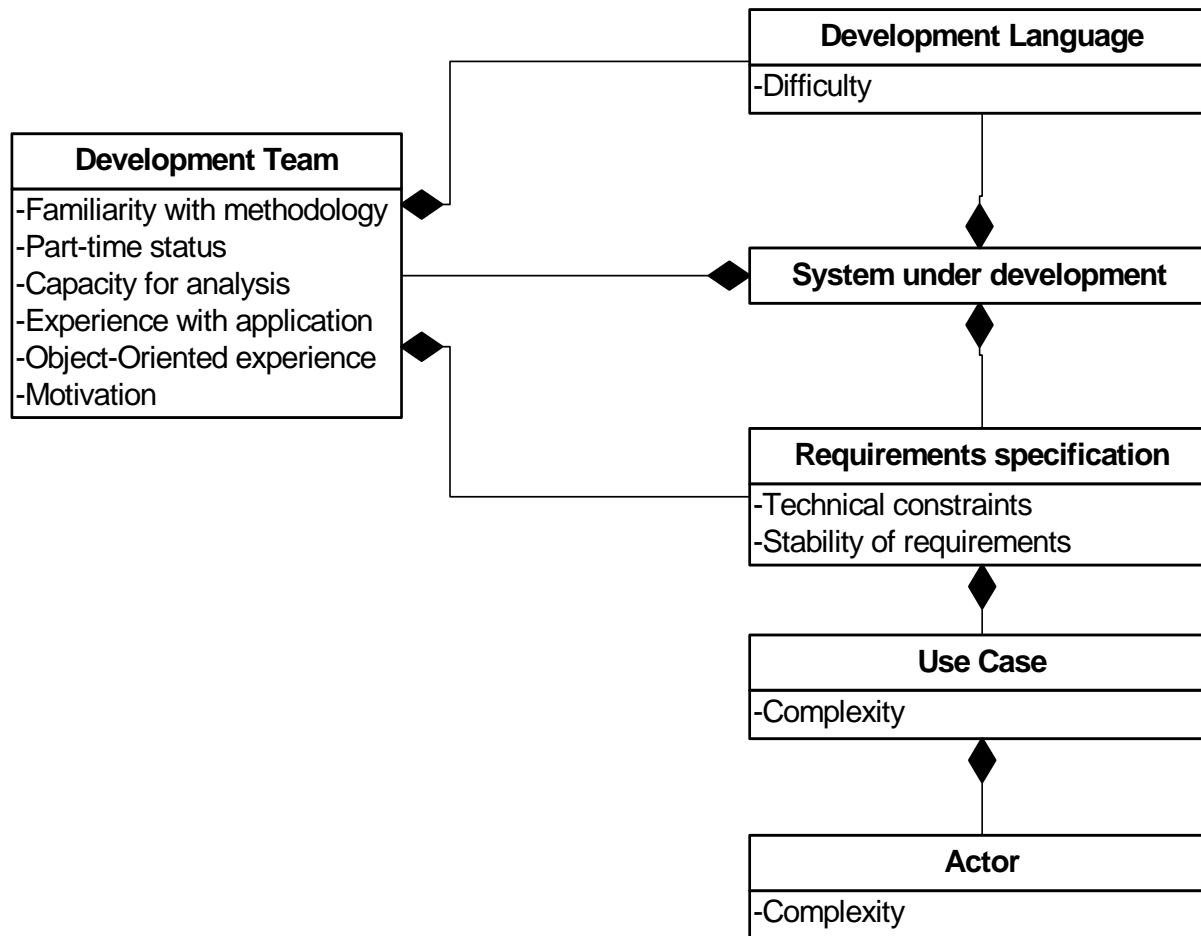 Development Language
-Difficulty
Development Team
-Familiarity with methodology
-Part-time status
-Capacity for analysis
-Experience with application
-Object-Oriented experience
-Motivation
System under development
Requirements specification
-Technical constraints
-Stability of requirements
Use Case
-Complexity
Actor
-Complexity